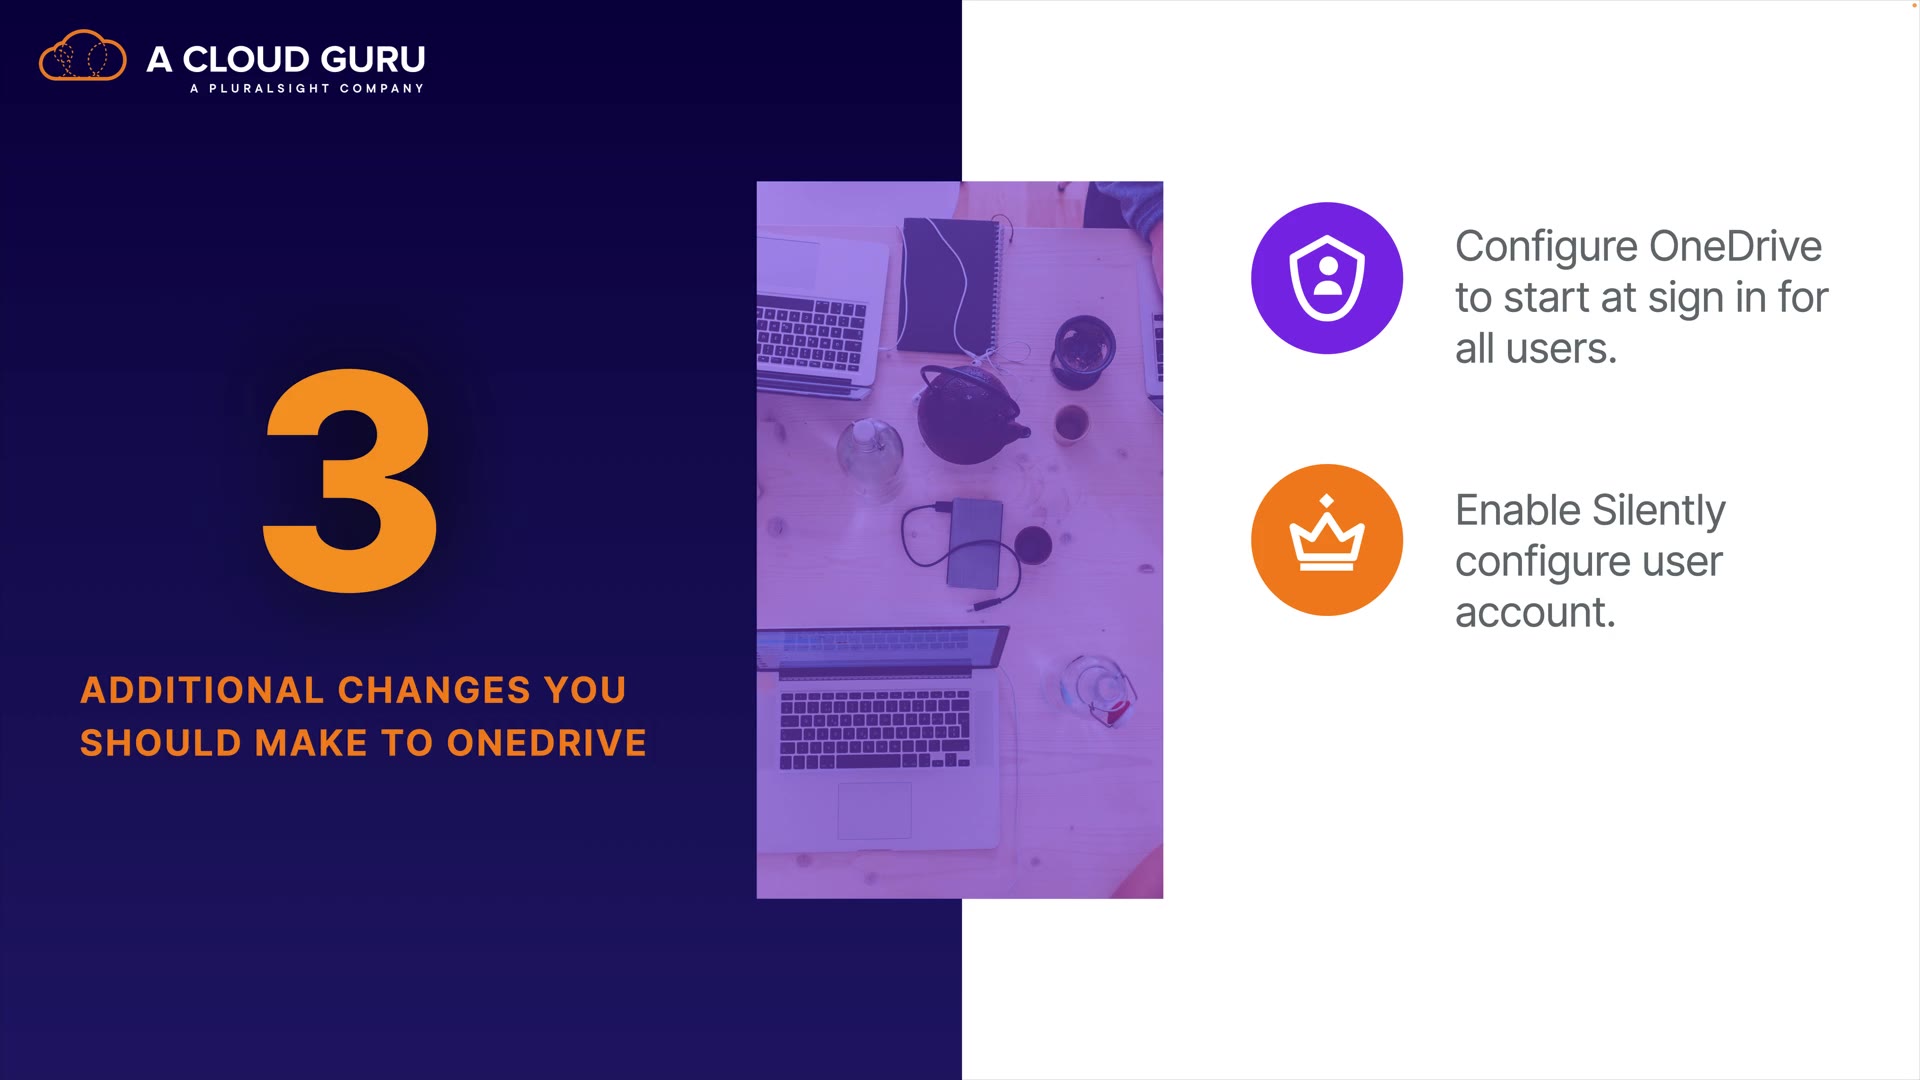 A CLOUD GURU
A PLURALSIGHT COMPANY
3
ADDITIONAL CHANGES YOU
SHOULD MAKE TO ONEDRIVE
Configure OneDrive
to start at sign in for
all users.
Enable Silently
configure user
account.